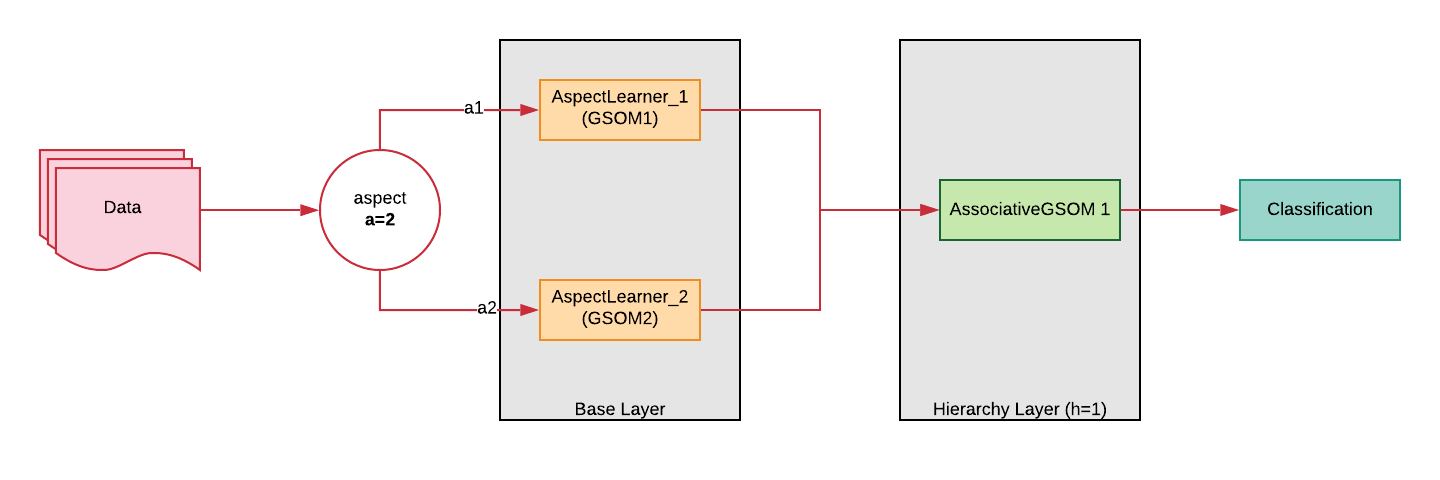 Data
aspect
a=2
a1
a2
AspectLearner_1
(GSOM1)
AspectLearner_2
(GSOM2)
Base Layer
AssociativeGSOM 1
Hierarchy Layer (h=1)
Classification